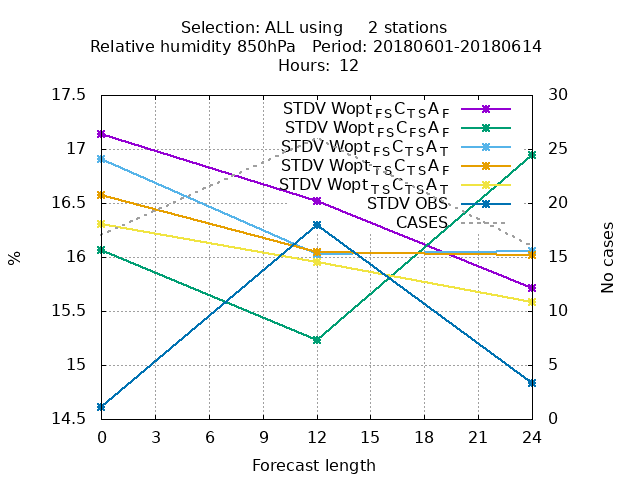 Selection: ALL using     2 stations
Relative humidity 850hPa   Period: 20180601-20180614
Hours:  12
17.5
17
16.5
16
15.5
15
14.5
%
STDV Wopt FS C TS A F
STDV Wopt FS C FS A F
STDV Wopt FS C TS A T
STDV Wopt TS C TS A F
STDV Wopt TS C TS A T
STDV OBS
CASES
30
25
20
15
10
5
0
No cases
0 3 6 9 12 15 18 21 24
Forecast length